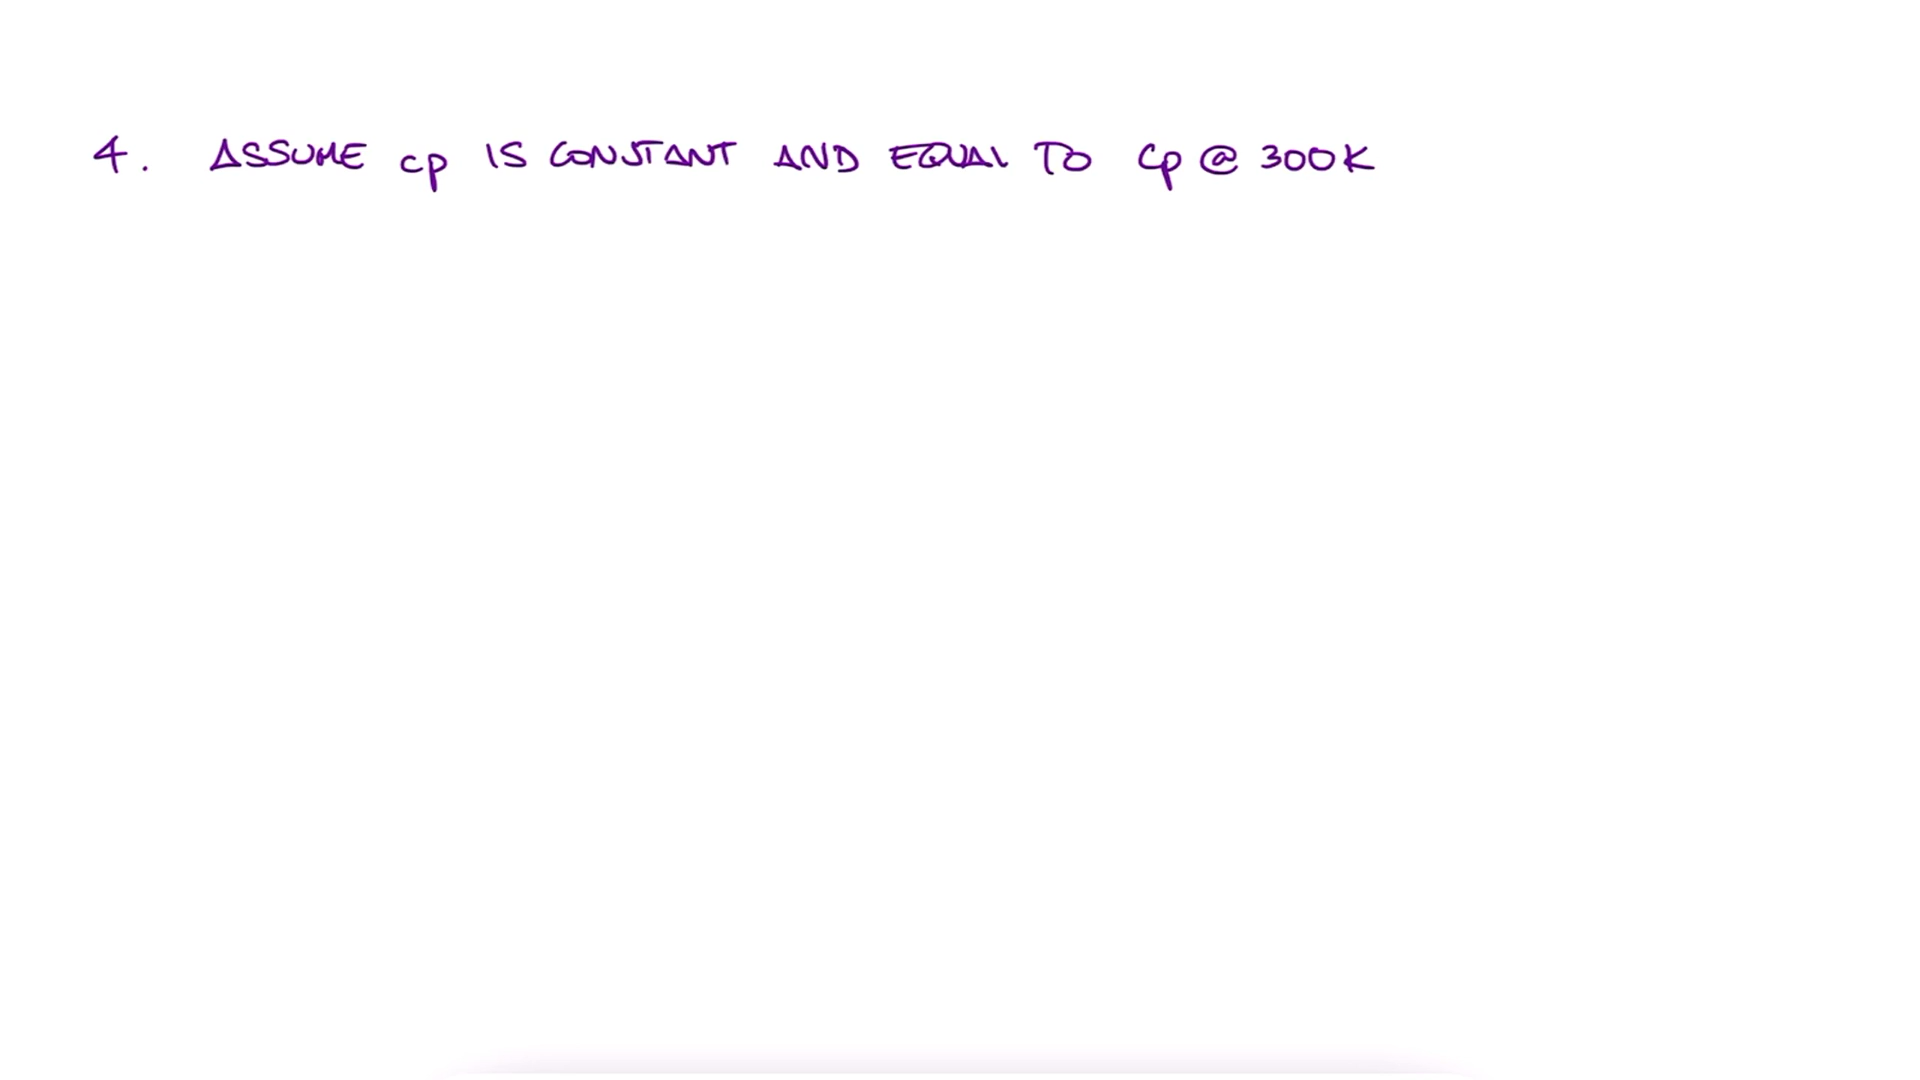 4. ASSUME cp IS CONSTANT AND EQUAL TO Cp @ 300K